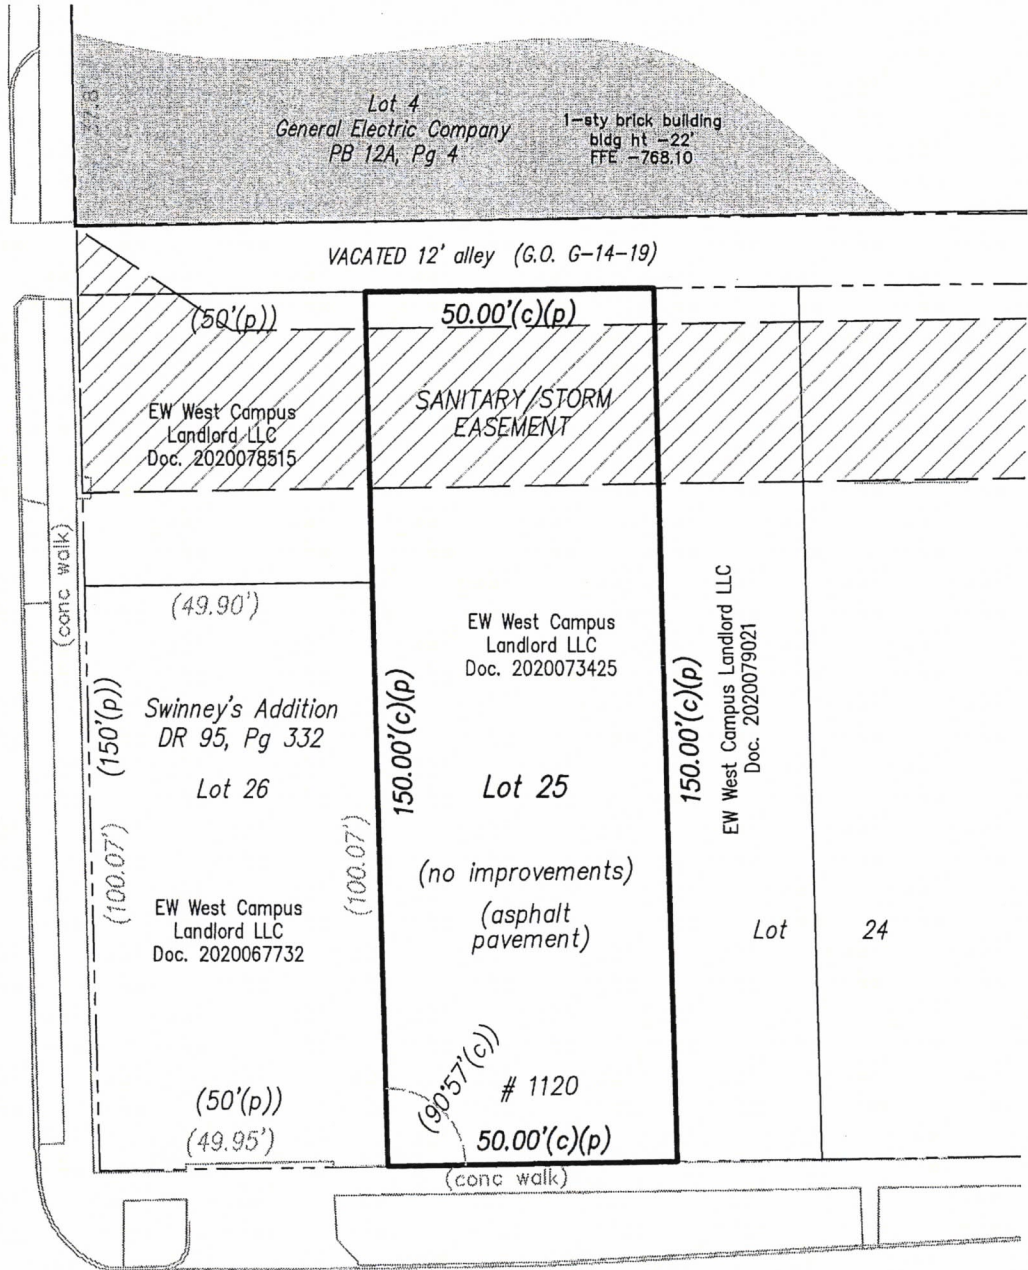 Lot 4
General Electric Company
PB 12A, Pg 4
1-sty brick building
bldg ht -22'
FFE -768.10
VACATED 12' alley (G.O. G-14-19)
(50'(p))
50.00'(c)(p)
SANITARY/STORM
EASEMENT
EW West Campus
Landlord LLC
Doc. 2020078515
(conc walk)
(49.90')
EW West Campus
Landlord LLC
Doc. 2020073425
EW West Campus Landlord LLC
Doc. 2020079021
(150'(p))
Swinney's Addition
DR 95, Pg 332
Lot 26
150.00'(c)(p)
Lot 25
150.00'(c)(p)
(100.07')
(100.07')
(no improvements)
(asphalt
pavement)
EW West Campus
Landlord LLC
Doc. 2020067732
Lot 24
(90°57'(c))
# 1120
(50'(p))
(49.95')
50.00'(c)(p)
(conc walk)